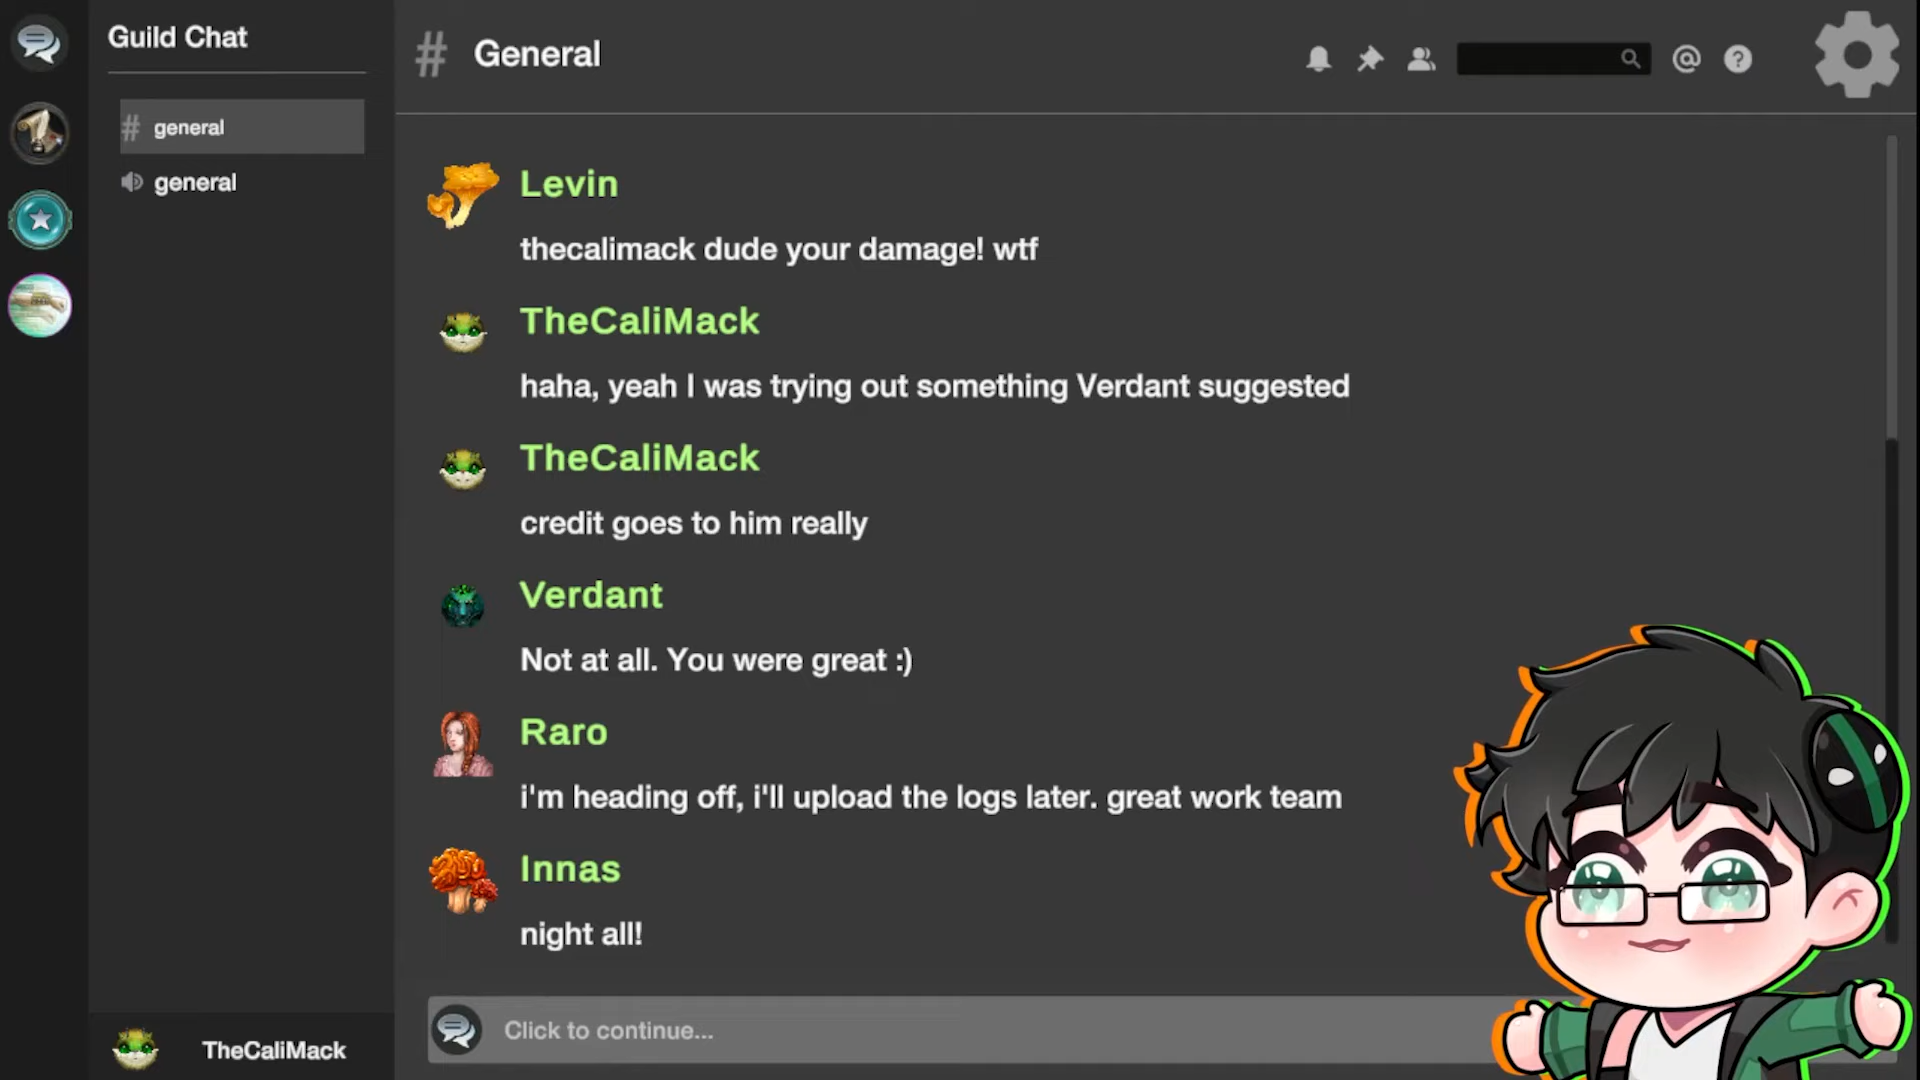 Guild Chat
# general
general
# General
Levin
thecalimack dude your damage! wtf
TheCaliMack
haha, yeah I was trying out something Verdant suggested
TheCaliMack
credit goes to him really
Verdant
Not at all. You were great :)
Raro
i'm heading off, i'll upload the logs later. great work team
Innas
night all!
Click to continue...
TheCaliMack